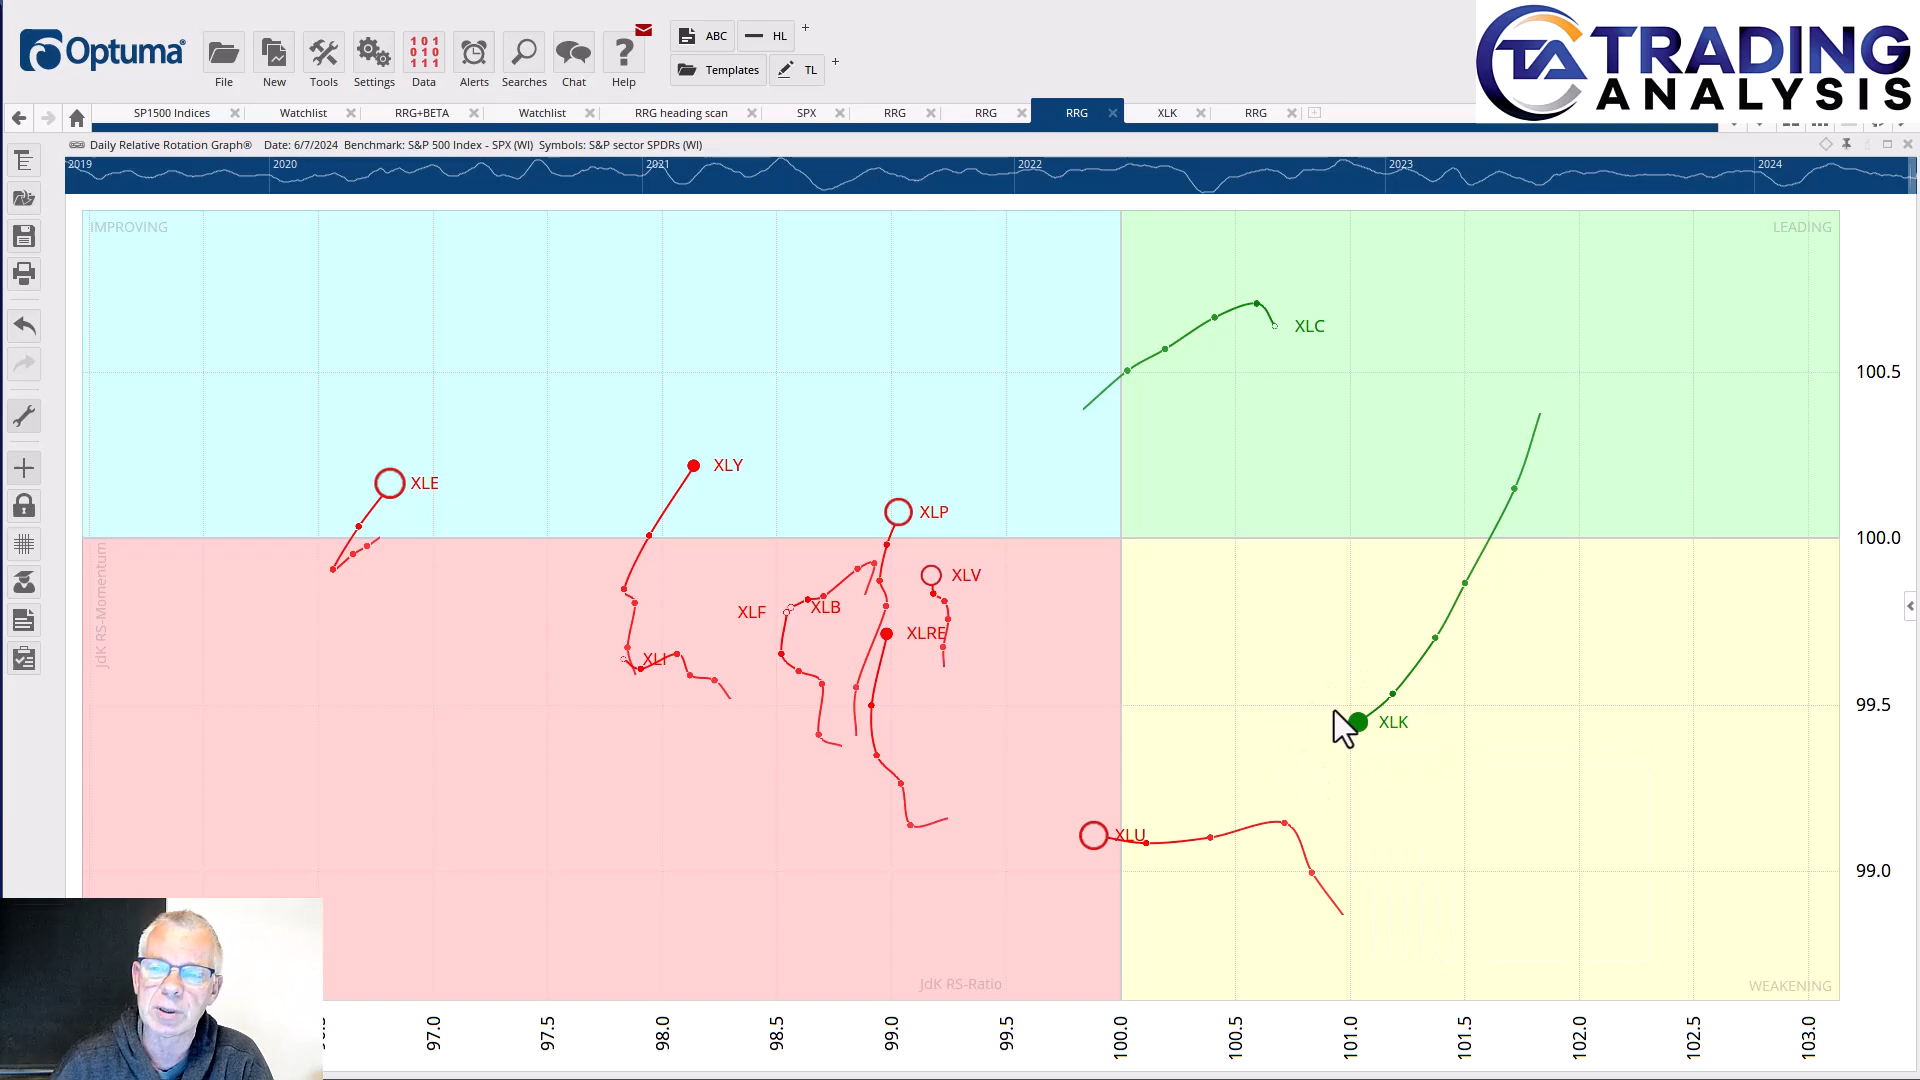 Optuma
File
New
Tools
Settings
101
010
111
Data
Alerts
Searches
Chat
?
Help
ABC
HL
+
Templates
TL
+
TA TRADING
ANALYSIS
SP1500 Indices
Watchlist
RRG+BETA
Watchlist
RRG heading scan
SPX
RRG
RRG
RRG
XLK
RRG
Daily Relative Rotation Graph® Date: 6/7/2024 Benchmark: S&P 500 Index - SPX (WI) Symbols: S&P sector SPDRs (WI)
2019
2020
2021
2022
2023
2024
IMPROVING
LEADING
XLC
100.5
XLY
XLE
XLP
100.0
JdK RS-Momentum
XLV
XLF
XLB
XLRE
XLI
99.5
XLK
XLU
99.0
JdK RS-Ratio
WEAKENING
97.0
97.5
98.0
98.5
99.0
99.5
100.0
100.5
101.0
101.5
102.0
102.5
103.0